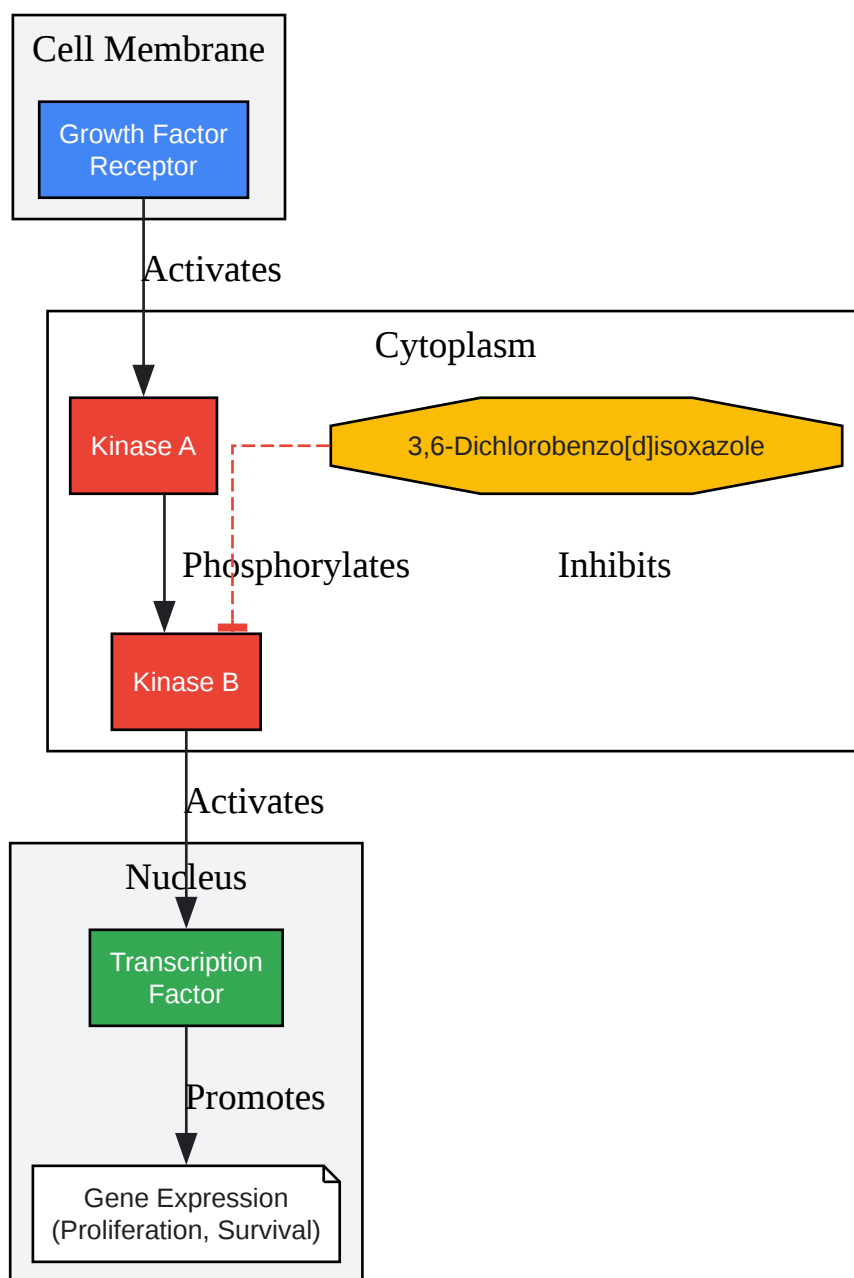 Cell Membrane
Growth Factor
Receptor
Activates
Cytoplasm
Kinase A
3,6-Dichlorobenzo[d]isoxazole
Phosphorylates
Inhibits
Kinase B
Activates
Nucleus
Transcription
Factor
Promotes
Gene Expression
(Proliferation, Survival)